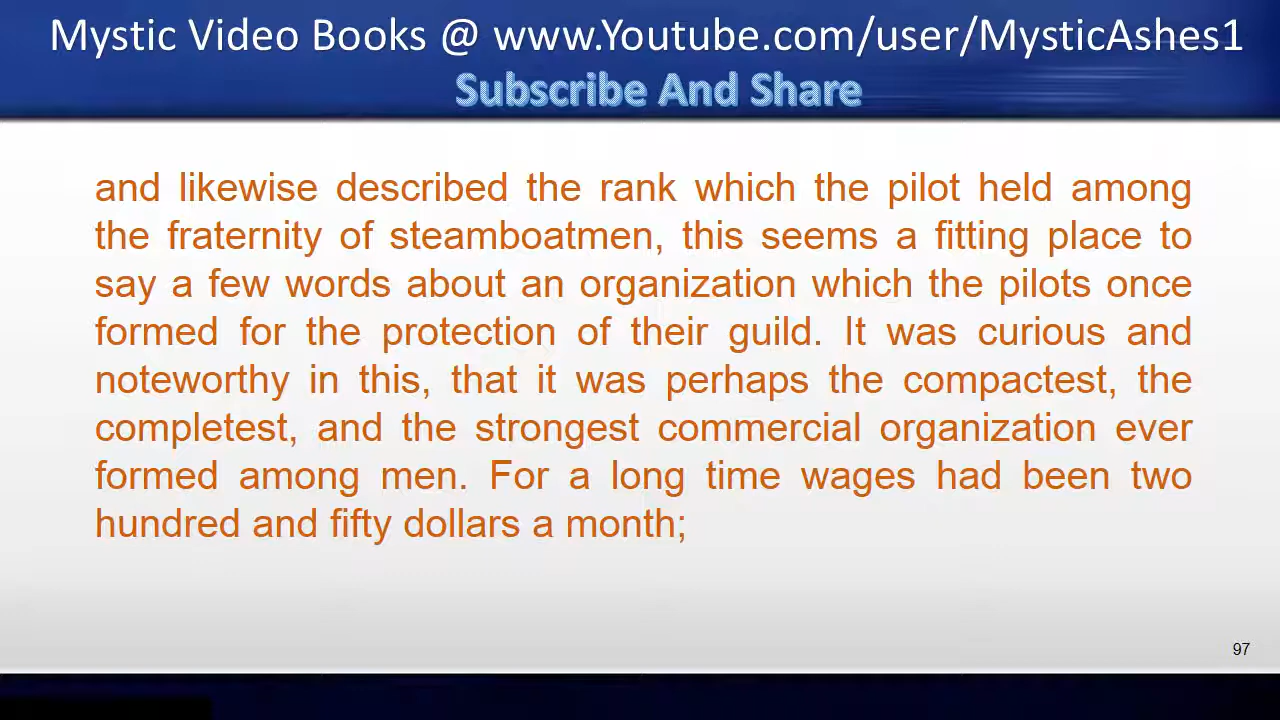 Mystic Video Books @ www.Youtube.com/user/MysticAshes1
Subscribe And Share
and likewise described the rank which the pilot held among
the fraternity of steamboatmen, this seems a fitting place to
say a few words about an organization which the pilots once
formed for the protection of their guild. It was curious and
noteworthy in this, that it was perhaps the compactest, the
completest, and the strongest commercial organization ever
formed among men. For a long time wages had been two
hundred and fifty dollars a month;
97